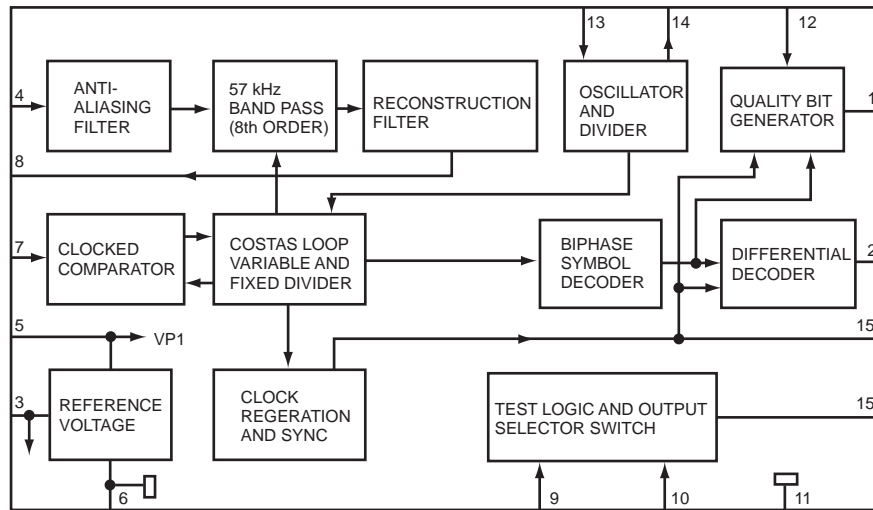 13
14
12
4
ANTI-
ALIASING
FILTER
57 kHz
BAND PASS
(8th ORDER)
RECONSTRUCTION
FILTER
OSCILLATOR
AND
DIVIDER
QUALITY BIT
GENERATOR
1
8
7
CLOCKED
COMPARATOR
COSTAS LOOP
VARIABLE AND
FIXED DIVIDER
BIPHASE
SYMBOL
DECODER
DIFFERENTIAL
DECODER
2
5
VP1
15
3
REFERENCE
VOLTAGE
CLOCK
REGERATION
AND SYNC
TEST LOGIC AND OUTPUT
SELECTOR SWITCH
15
6
9
10
11